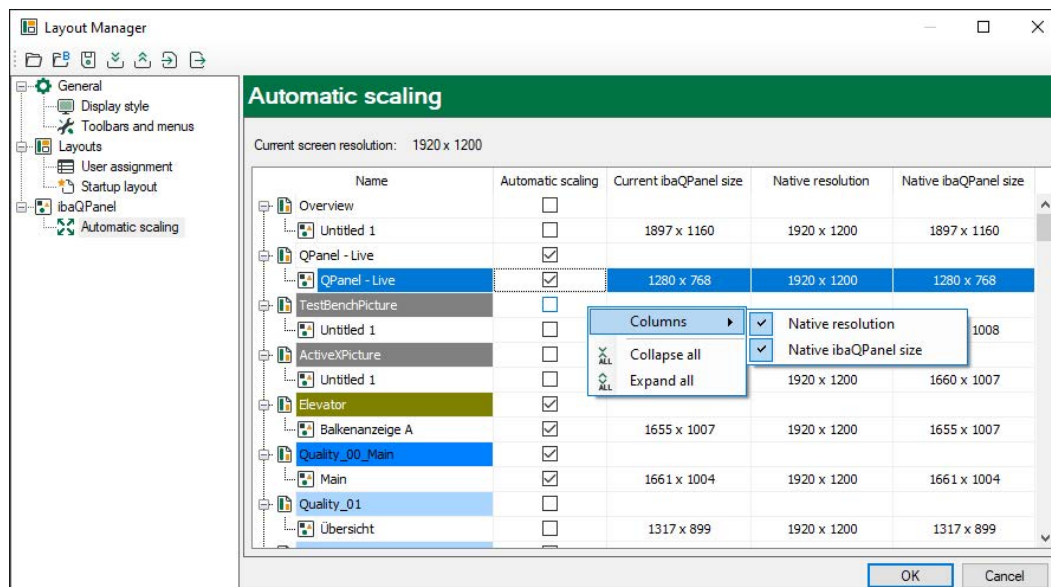 Layout Manager
General
Display style
Toolbars and menus
Layouts
User assignment
Startup layout
ibaQPanel
Automatic scaling
Automatic scaling
Current screen resolution: 1920 x 1200
Name Automatic scaling Current ibaQPanel size Native resolution Native ibaQPanel size
Overview
Untitled 1 1897 x 1160 1920 x 1200 1897 x 1160
QPanel - Live
QPanel - Live 1280 x 768 1920 x 1200 1280 x 768
TestBenchPicture
Untitled 1 1008
ActiveXPicture
Untitled 1 1920 x 1200 1660 x 1007
Elevator
Balkenanzeige A 1655 x 1007 1920 x 1200 1655 x 1007
Quality_00_Main
Main 1661 x 1004 1920 x 1200 1661 x 1004
Quality_01
Übersicht 1317 x 899 1920 x 1200 1317 x 899
Columns
ALL Collapse all
ALL Expand all
Native resolution
Native ibaQPanel size
OK Cancel